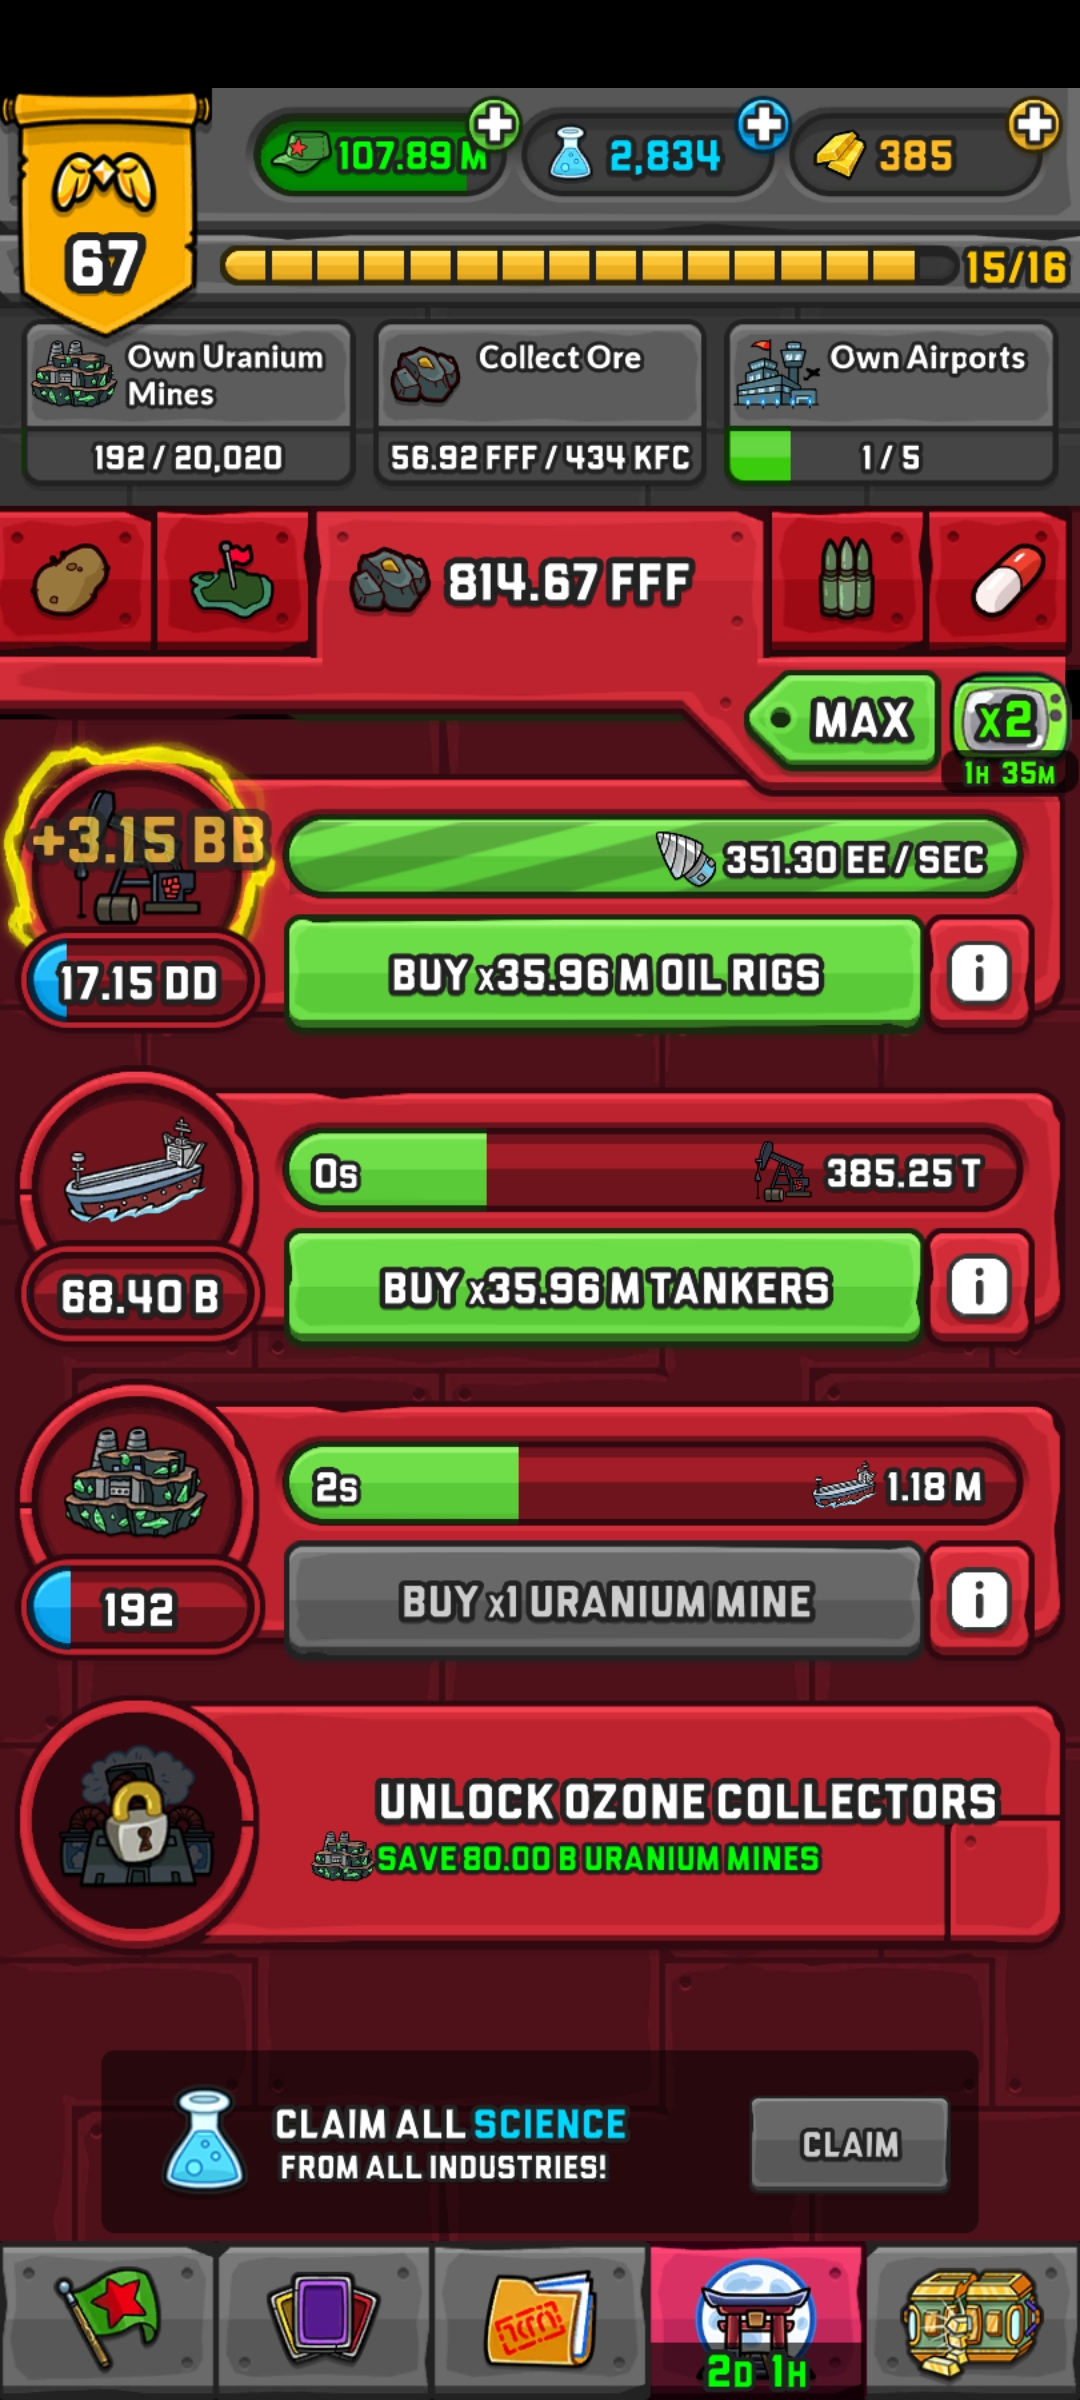 107.89 M
2,834
385
67
15/16
Own Uranium
Mines
192 / 20,020
Collect Ore
56.92 FFF / 434 KFC
Own Airports
1 / 5
814.67 FFF
MAX
x2
1H 35M
+3.15 BB
351.30 EE / SEC
17.15 DD
BUY x35.96 M OIL RIGS
i
0s
385.25 T
68.40 B
BUY x35.96 M TANKERS
i
2s
1.18 M
192
BUY x1 URANIUM MINE
i
UNLOCK OZONE COLLECTORS
SAVE 80.00 B URANIUM MINES
CLAIM ALL SCIENCE
FROM ALL INDUSTRIES!
CLAIM
2D 1H